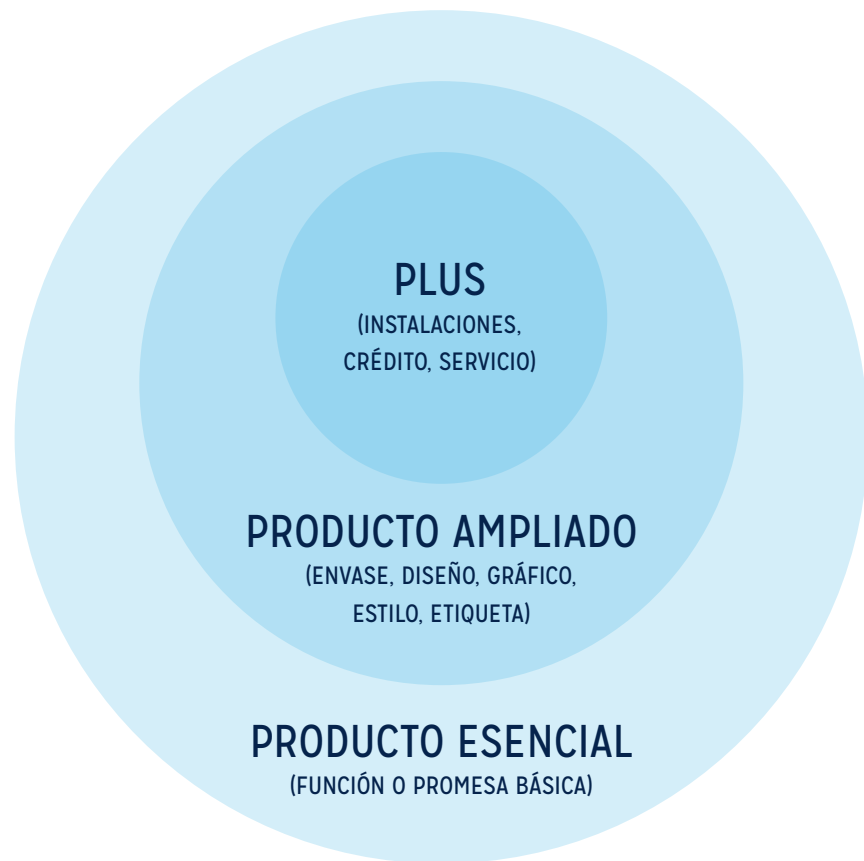 PLUS
(INSTALACIONES,
CRÉDITO, SERVICIO)
PRODUCTO AMPLIADO
(ENVASE, DISEÑO, GRÁFICO,
ESTILO, ETIQUETA)
PRODUCTO ESENCIAL
(FUNCIÓN O PROMESA BÁSICA)